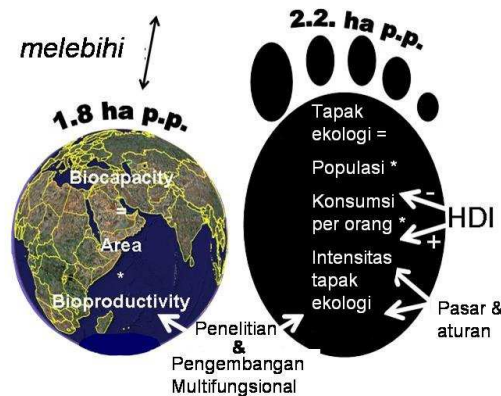 melebihi
1.8 ha p.p.
Biocapacity
=
Area
*
Bioproductivity
2.2. ha p.p.
Tapak
ekologi =
Populasi *
Konsumsi
per orang *
Intensitas
tapak
ekologi
-
HDI
+
Pasar &
aturan
Penelitian
&
Pengembangan
Multifungsional